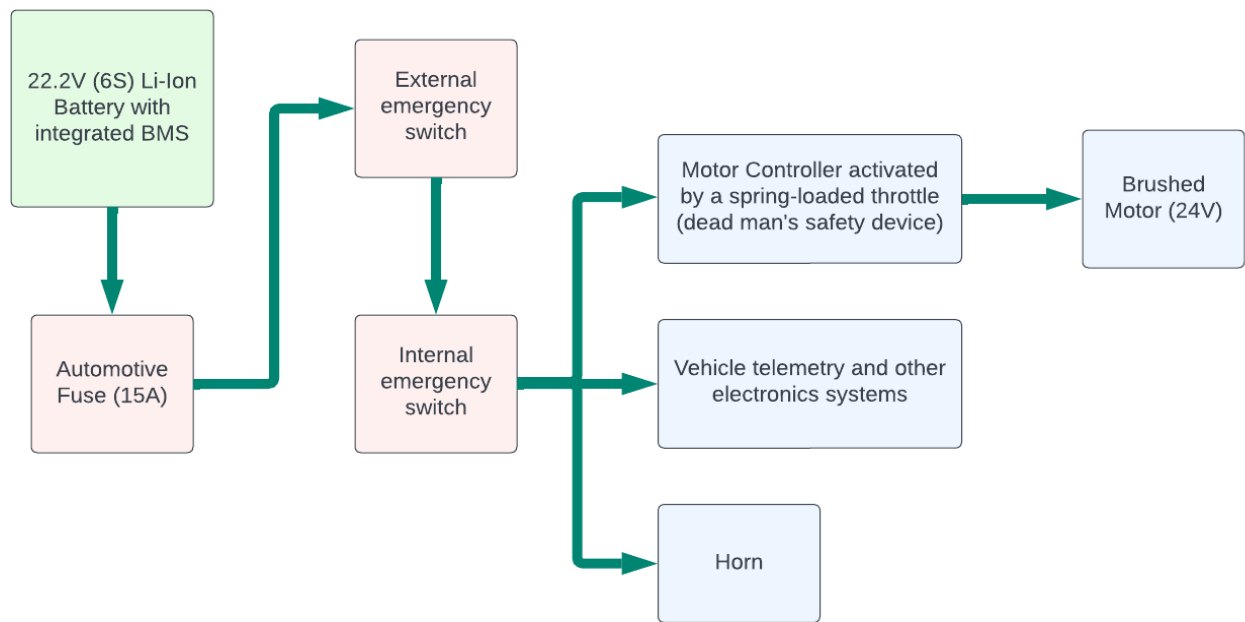 22.2V (6S) Li-Ion
Battery with
integrated BMS
Automotive
Fuse (15A)
External
emergency
switch
Internal
emergency
switch
Motor Controller activated
by a spring-loaded throttle
(dead man's safety device)
Brushed
Motor (24V)
Vehicle telemetry and other
electronics systems
Horn